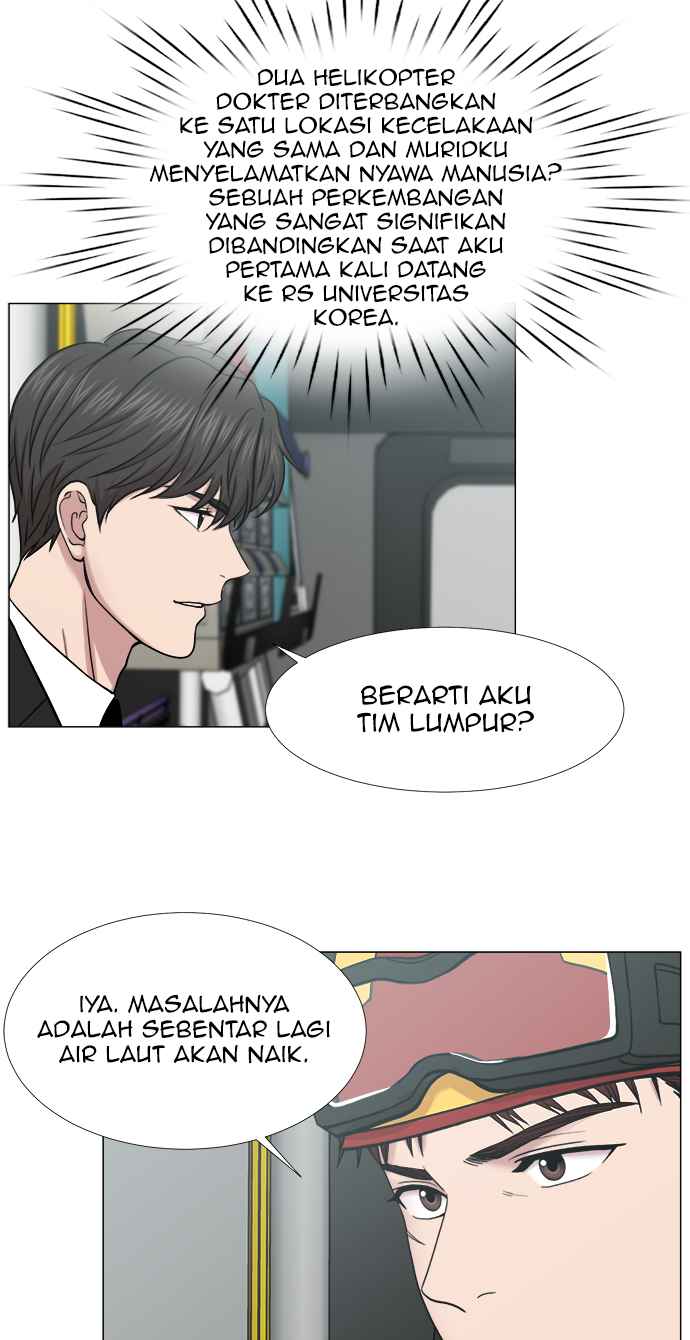 DUA HELIKOPTER
DOKTER DITERBANGKAN
KE SATU LOKASI KECELAKAAN
YANG SAMA DAN MURIDKU
MENYELAMATKAN NYAWA MANUSIA?
SEBUAH PERKEMBANGAN
YANG SANGAT SIGNIFIKAN
DIBANDINGKAN SAAT AKU
PERTAMA KALI DATANG
KE RS UNIVERSITAS
KOREA.
BERARTI AKU
TIM LUMPUR?
IYA. MASALAHNYA
ADALAH SEBENTAR LAGI
AIR LAUT AKAN NAIK.